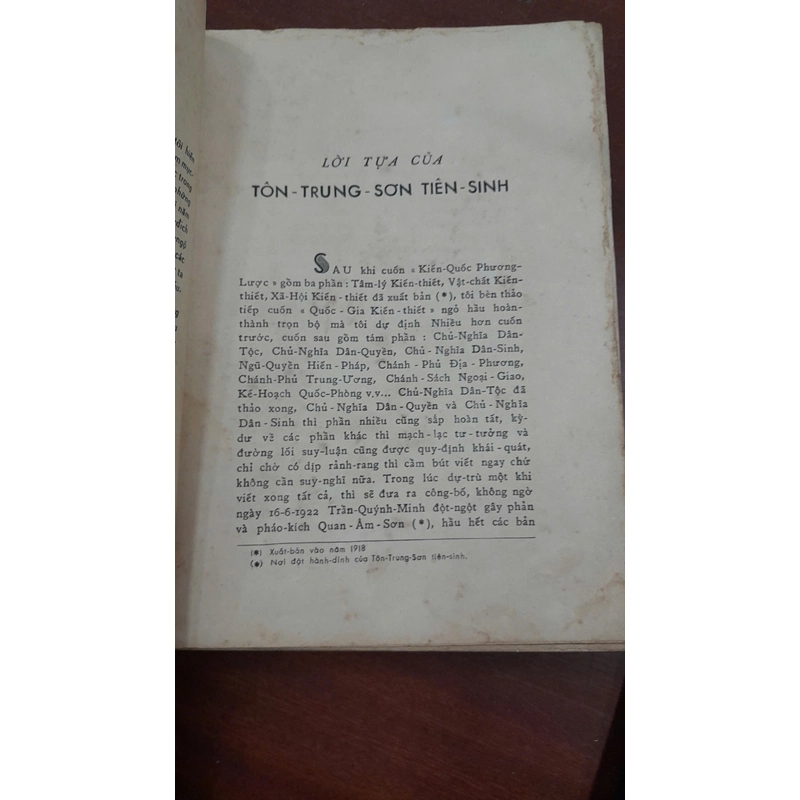 LỜI TỰA CỦA
TÔN-TRUNG-SƠN TIÊN-SINH
SAU khi cuốn « Kiến-Quốc Phương-
Lược » gồm ba phần : Tâm-lý Kiến-thiết, Vật-chất Kiến-
thiết, Xã-Hội Kiến-thiết đã xuất bản (*), tôi bèn thảo
tiếp cuốn « Quốc-Gia Kiến-thiết » ngỏ hầu hoàn-
thành trọn bộ mà tôi dự định Nhiều hơn cuốn
trước, cuốn sau gồm tám phần : Chủ-Nghĩa Dân-
Tộc, Chủ-Nghĩa Dân-Quyền, Chủ-Nghĩa Dân-Sinh,
Ngũ-Quyền Hiến-Pháp, Chánh-Phủ Địa-Phương,
Chánh-Phủ Trung-Ương, Chánh-Sách Ngoại-Giao,
Kế-Hoạch Quốc-Phòng v.v... Chủ-Nghĩa Dân-Tộc đã
thảo xong, Chủ-Nghĩa Dân-Quyền và Chủ-Nghĩa
Dân-Sinh thì phần nhiều cũng sắp hoàn tất, kỳ-
dư về các phần khác thì mạch-lạc tư-tưởng và
đường lối suy-luận cũng được quy-định khái-quát,
chỉ chờ có dịp rảnh-rang thì cầm bút viết ngay chứ
không cần suy-nghĩ nữa. Trong lúc dự-trù một khi
viết xong tất cả, thì sẽ đưa ra công-bố, không ngờ
ngày 16-6-1922 Trần-Quýnh-Minh đột-ngột gây phản
và pháo-kích Quan-Âm-Sơn (*), hầu hết các bản
(*) Xuất-bản vào năm 1918
(*) Nơi đặt hành-dinh của Tôn-Trung-Sơn tiên-sinh.